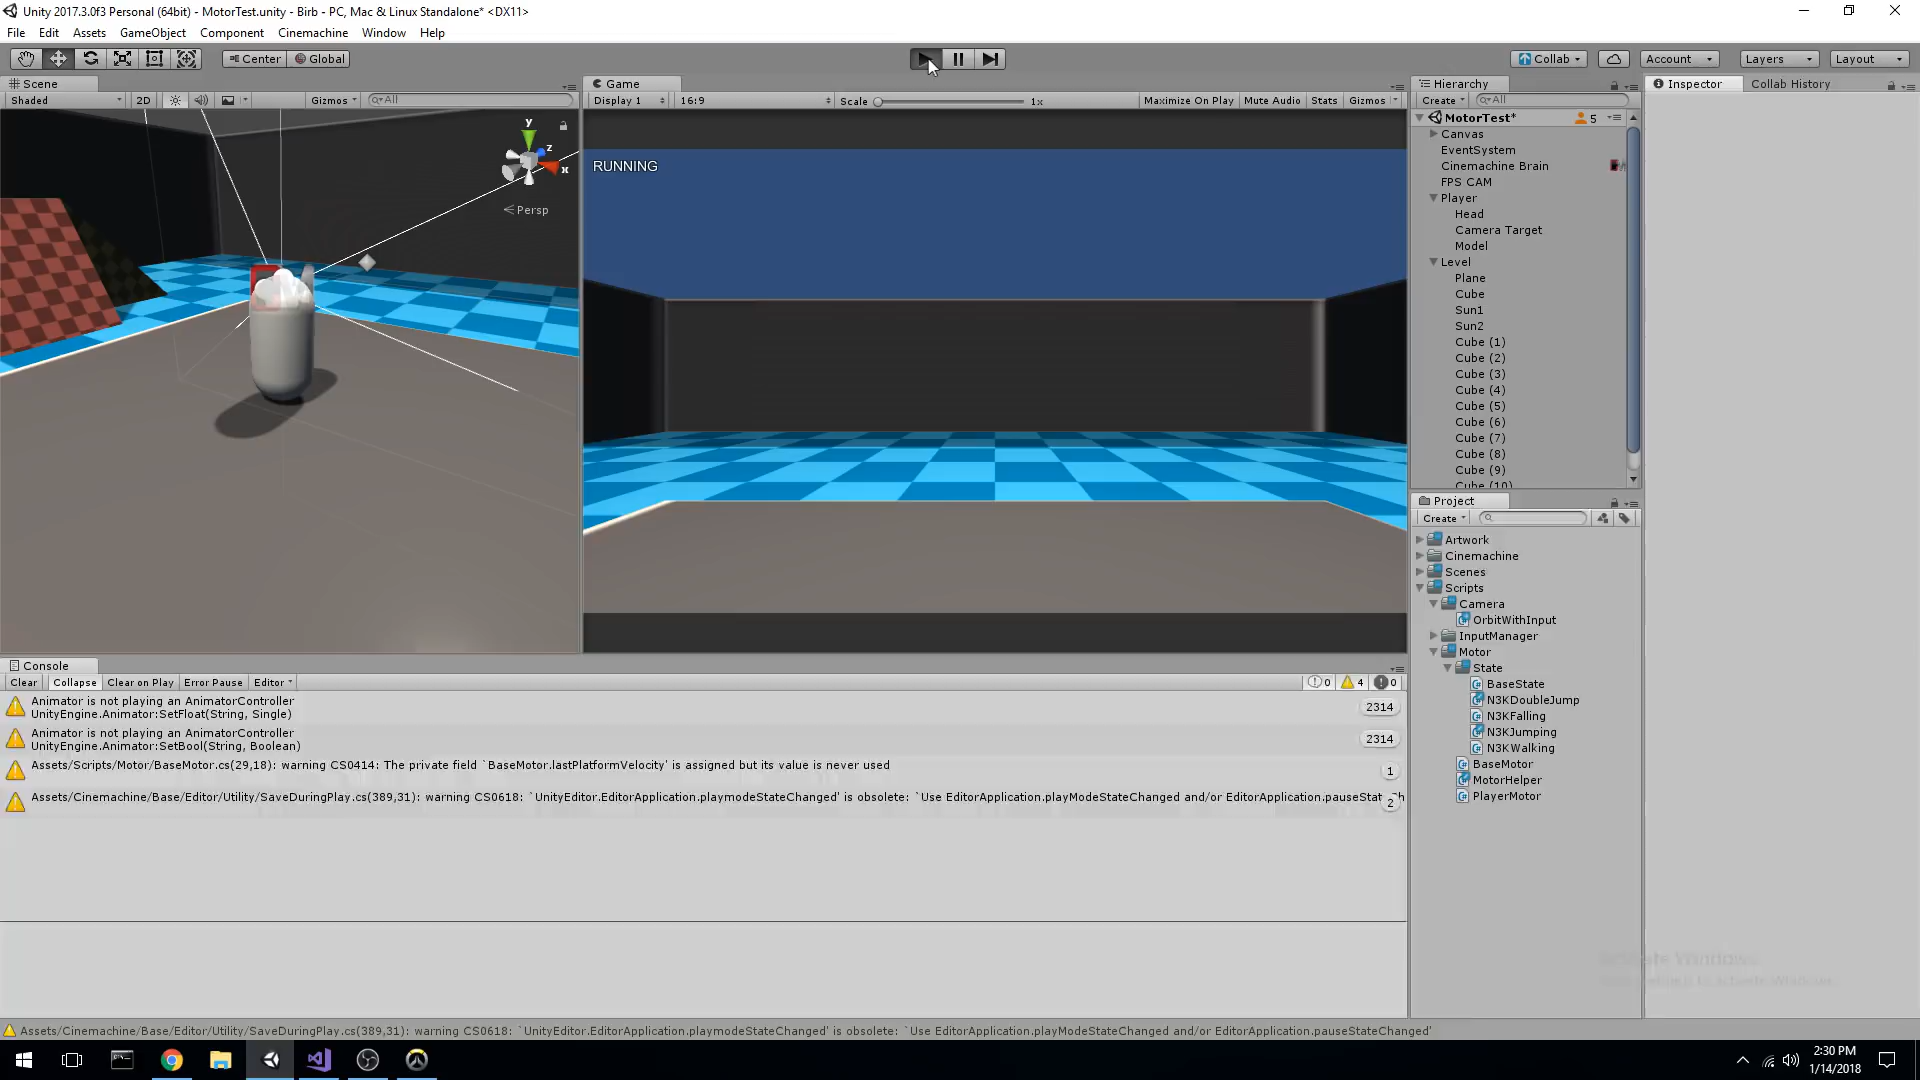 Unity 2017.3.0f3 Personal (64bit) - MotorTest.unity - Birb - PC, Mac & Linux Standalone* <DX11>
File Edit Assets GameObject Component Cinemachine Window Help
Center Global
Collab Account Layers Layout
Scene
Game
Hierarchy
Inspector Collab History
Shaded 2D Gizmos All
Display 1 16:9 Scale 1x Maximize On Play Mute Audio Stats Gizmos
Create All
y
z
x
Persp
RUNNING
MotorTest* 5
Canvas
EventSystem
Cinemachine Brain
FPS CAM
Player
Head
Camera Target
Model
Level
Plane
Cube
Sun1
Sun2
Cube (1)
Cube (2)
Cube (3)
Cube (4)
Cube (5)
Cube (6)
Cube (7)
Cube (8)
Cube (9)
Cube (10)
Project
Create
Artwork
Cinemachine
Scenes
Scripts
Camera
OrbitWithInput
InputManager
Motor
State
BaseState
N3KDoubleJump
N3KFalling
N3KJumping
N3KWalking
BaseMotor
MotorHelper
PlayerMotor
Console
Clear Collapse Clear on Play Error Pause Editor 0 4 0
Animator is not playing an AnimatorController
UnityEngine.Animator:SetFloat(String, Single)
2314
Animator is not playing an AnimatorController
UnityEngine.Animator:SetBool(String, Boolean)
2314
Assets/Scripts/Motor/BaseMotor.cs(29,18): warning CS0414: The private field `BaseMotor.lastPlatformVelocity' is assigned but its value is never used
1
Assets/Cinemachine/Base/Editor/Utility/SaveDuringPlay.cs(389,31): warning CS0618: `UnityEditor.EditorApplication.playmodeStateChanged' is obsolete: `Use EditorApplication.playModeStateChanged and/or EditorApplication.pauseStat
2
Assets/Cinemachine/Base/Editor/Utility/SaveDuringPlay.cs(389,31): warning CS0618: `UnityEditor.EditorApplication.playmodeStateChanged' is obsolete: `Use EditorApplication.playModeStateChanged and/or EditorApplication.pauseStateChanged'
2:30 PM
1/14/2018